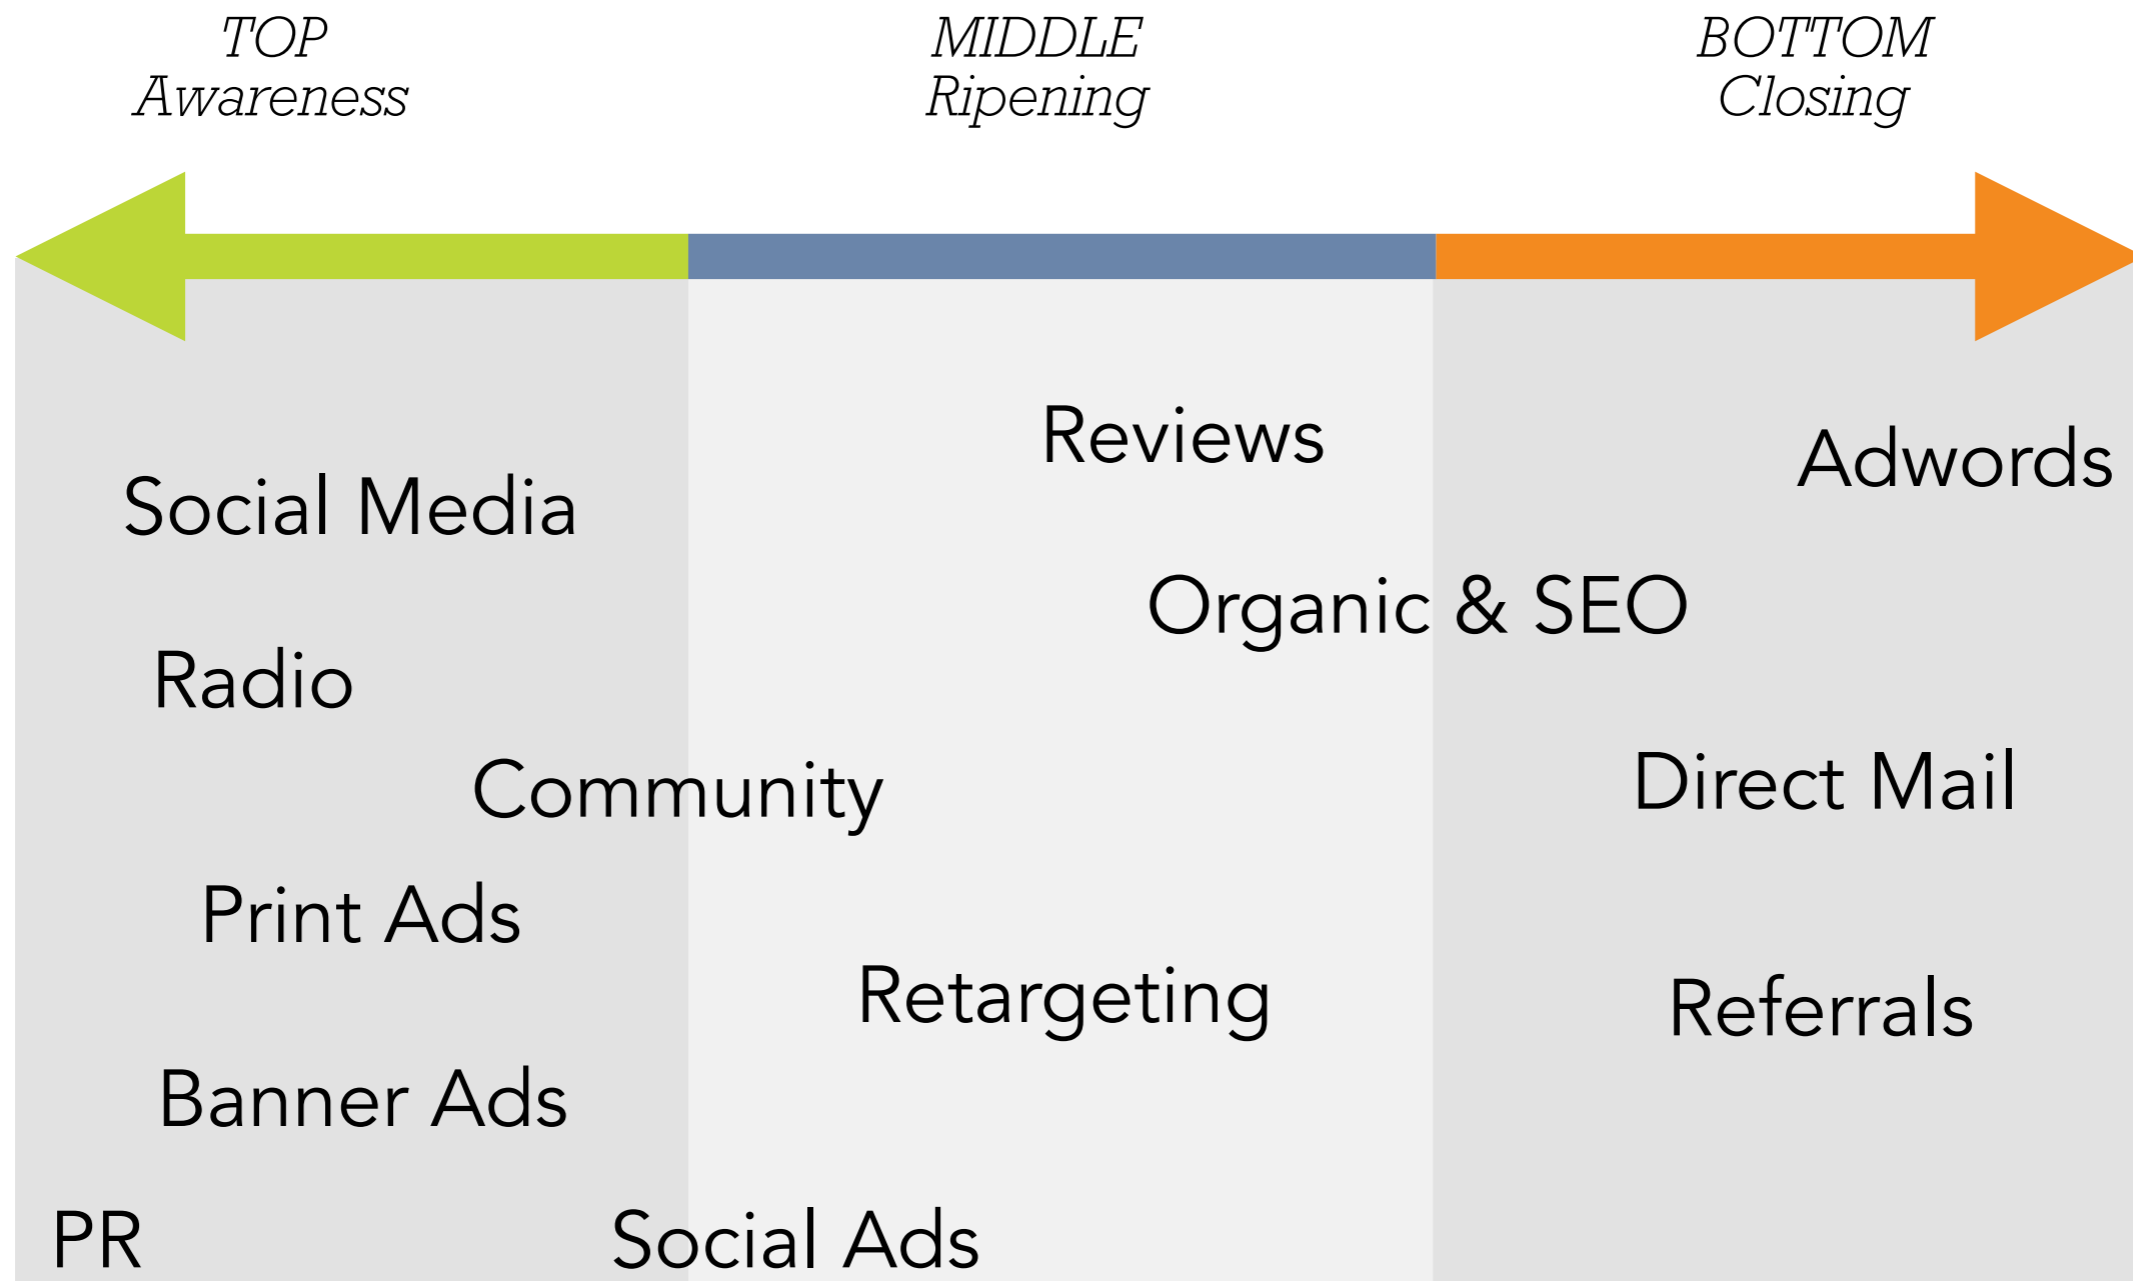 TOP
Awareness
MIDDLE
Ripening
BOTTOM
Closing
Social Media
Radio
Community
Print Ads
Banner Ads
PR
Social Ads
Reviews
Organic & SEO
Retargeting
Adwords
Direct Mail
Referrals